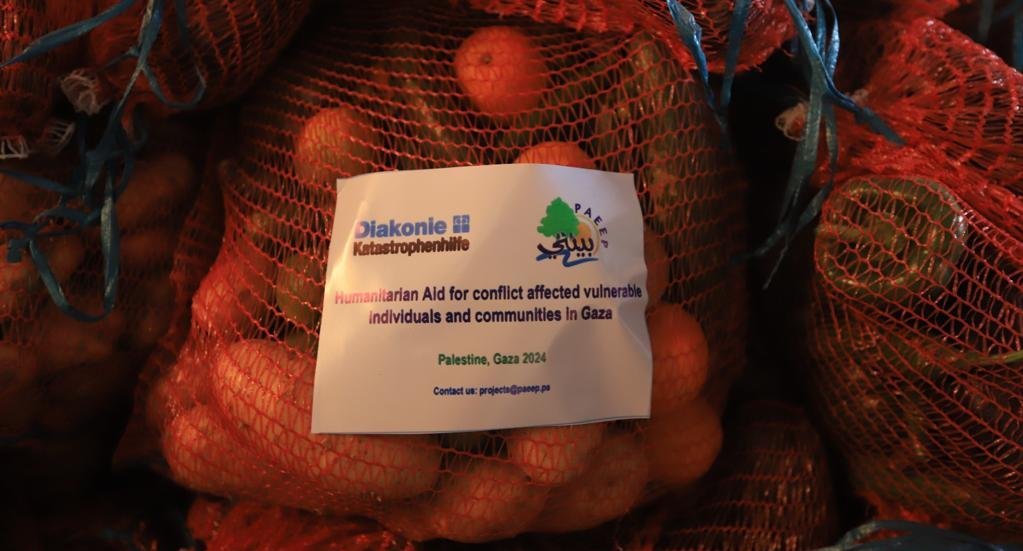 Diakonie
Katastrophenhilfe
PAEEP
بيئتي
Humanitarian Aid for conflict affected vulnerable
individuals and communities in Gaza
Palestine, Gaza 2024
Contact us: projects@paeep.ps